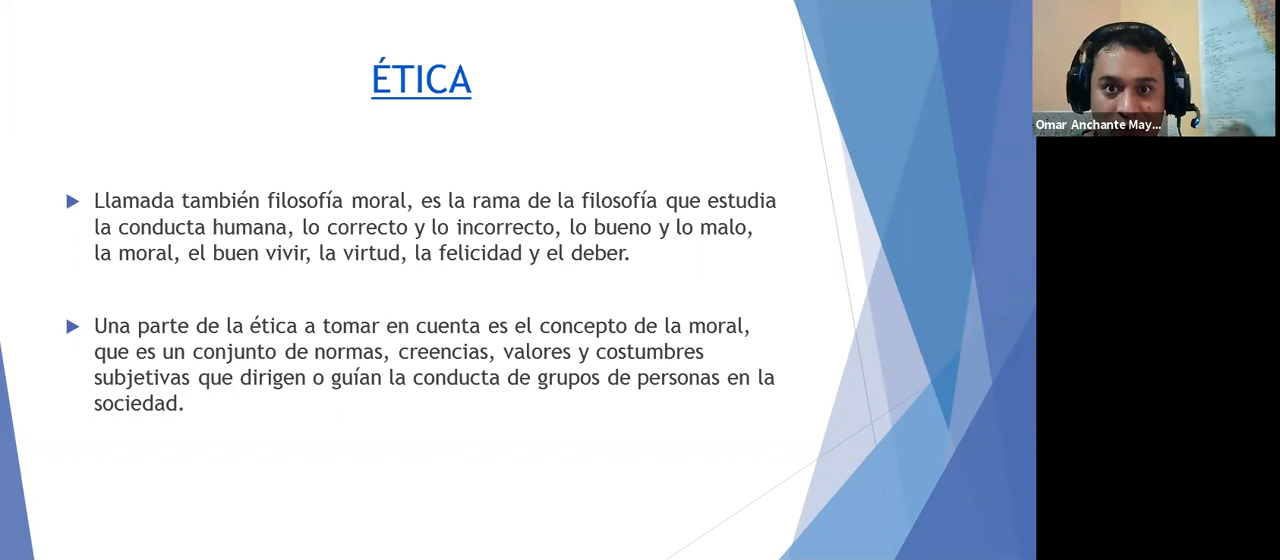 ÉTICA
Llamada también filosofía moral, es la rama de la filosofía que estudia
la conducta humana, lo correcto y lo incorrecto, lo bueno y lo malo,
la moral, el buen vivir, la virtud, la felicidad y el deber.
Una parte de la ética a tomar en cuenta es el concepto de la moral,
que es un conjunto de normas, creencias, valores y costumbres
subjetivas que dirigen o guían la conducta de grupos de personas en la
sociedad.
Omar Anchante May...